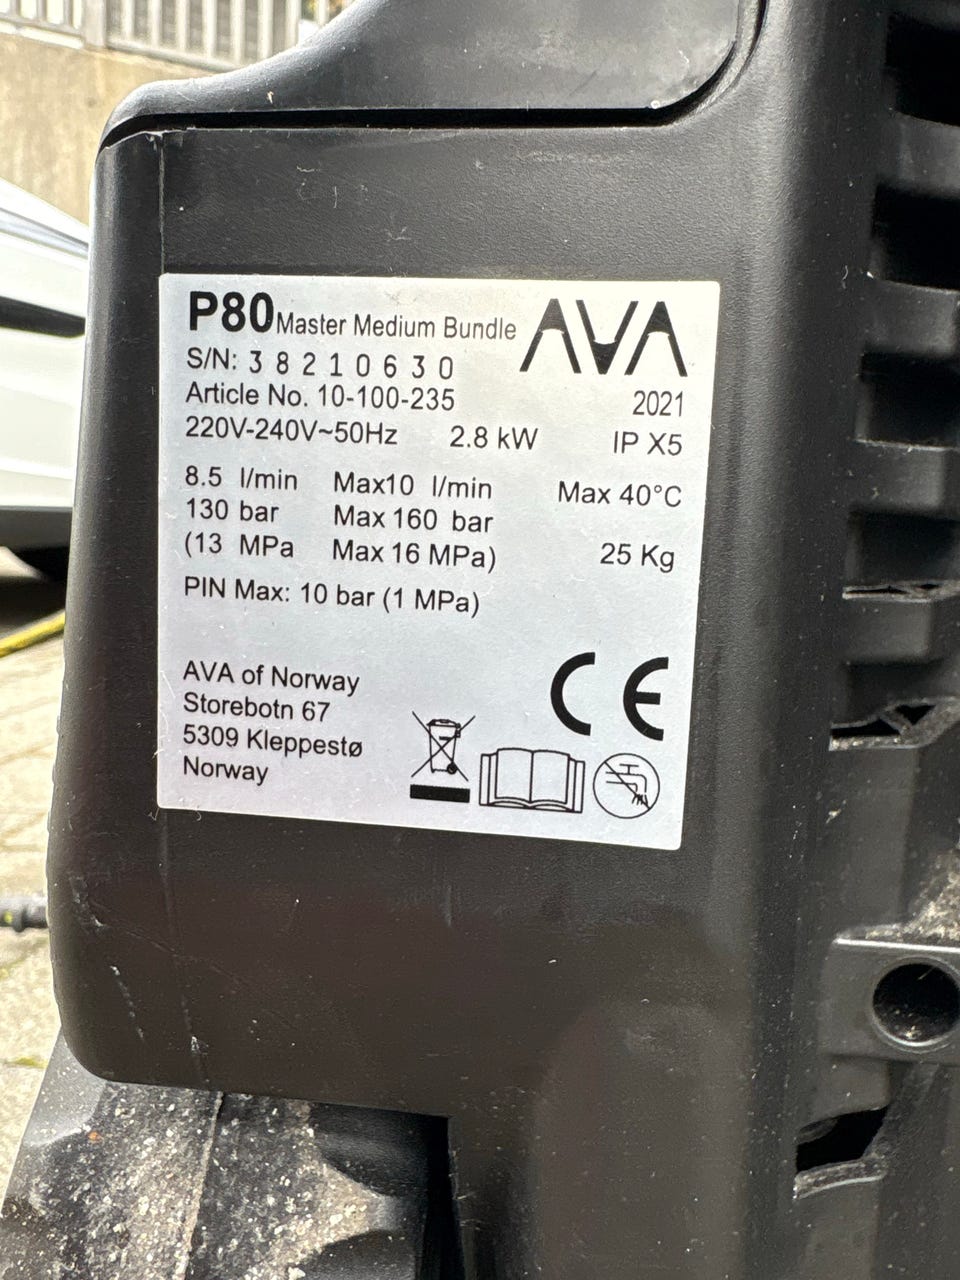 P80 Master Medium Bundle AVA
S/N: 38210630
Article No. 10-100-235 2021
220V-240V~50Hz 2.8 kW IP X5
8.5 l/min Max10 l/min Max 40°C
130 bar Max 160 bar
(13 MPa Max 16 MPa) 25 Kg
PIN Max: 10 bar (1 MPa)
AVA of Norway
Storebotn 67
5309 Kleppestø
Norway
CE